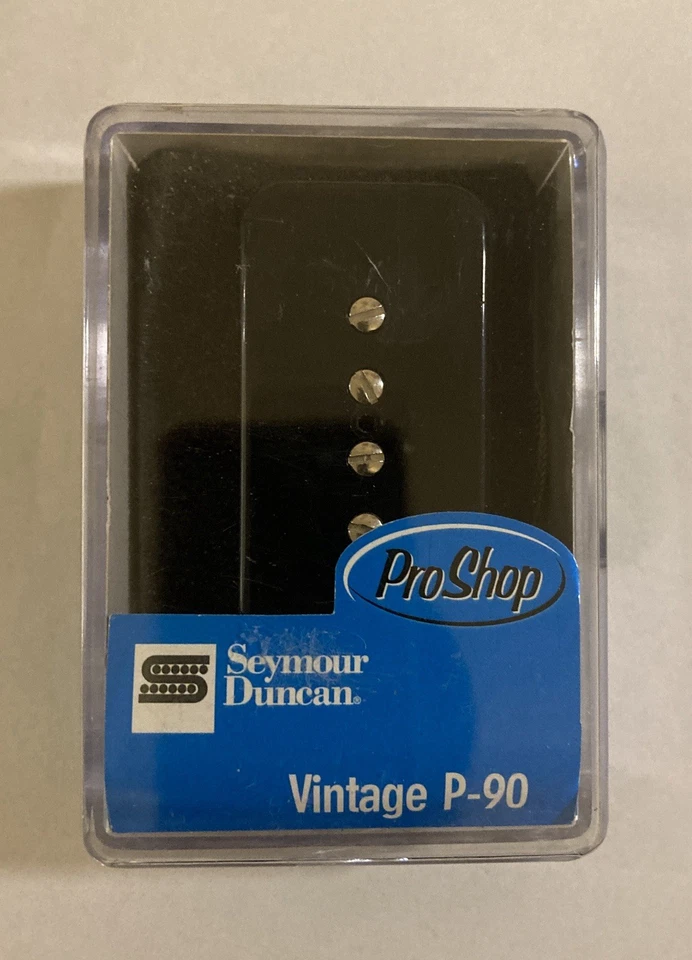 ProShop
Seymour
Duncan®
Vintage P-90